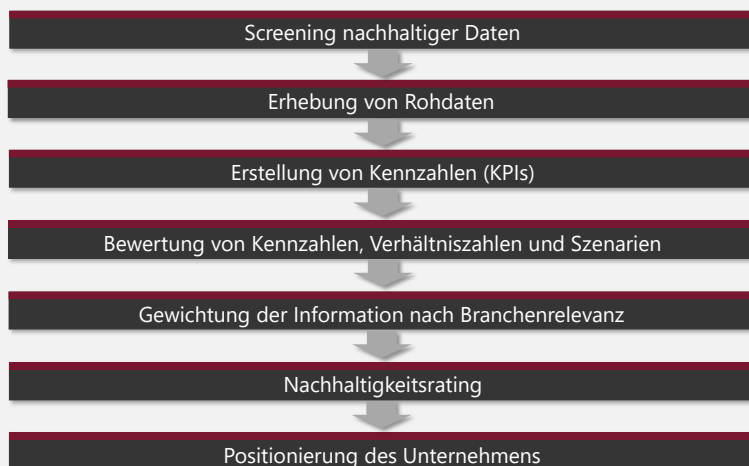 Screening nachhaltiger Daten
Erhebung von Rohdaten
Erstellung von Kennzahlen (KPIs)
Bewertung von Kennzahlen, Verhältniszahlen und Szenarien
Gewichtung der Information nach Branchenrelevanz
Nachhaltigkeitsrating
Positionierung des Unternehmens